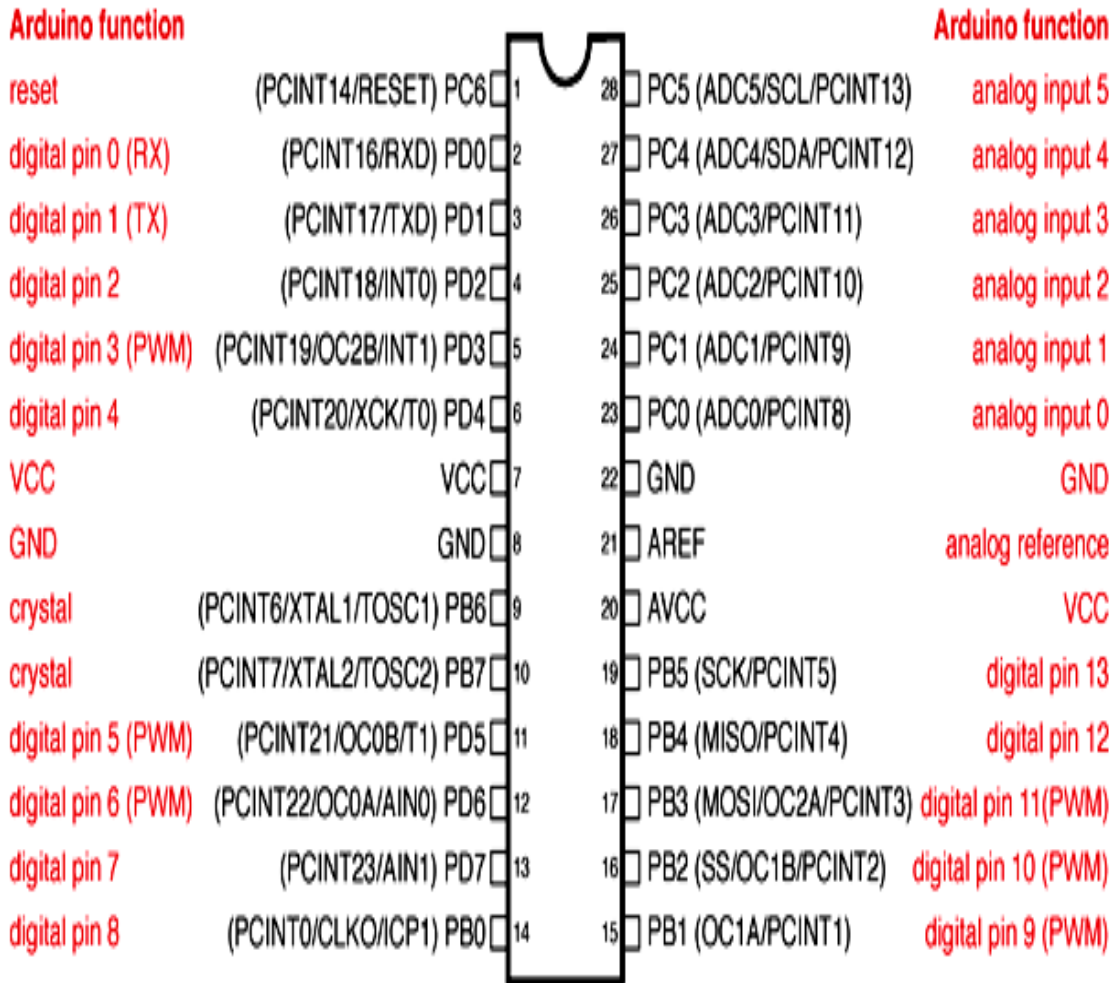 Arduino function Arduino function
reset (PCINT14/RESET) PC6 1 28 PC5 (ADC5/SCL/PCINT13) analog input 5
digital pin 0 (RX) (PCINT16/RXD) PD0 2 27 PC4 (ADC4/SDA/PCINT12) analog input 4
digital pin 1 (TX) (PCINT17/TXD) PD1 3 26 PC3 (ADC3/PCINT11) analog input 3
digital pin 2 (PCINT18/INT0) PD2 4 25 PC2 (ADC2/PCINT10) analog input 2
digital pin 3 (PWM) (PCINT19/OC2B/INT1) PD3 5 24 PC1 (ADC1/PCINT9) analog input 1
digital pin 4 (PCINT20/XCK/T0) PD4 6 23 PC0 (ADC0/PCINT8) analog input 0
VCC VCC 7 22 GND GND
GND GND 8 21 AREF analog reference
crystal (PCINT6/XTAL1/TOSC1) PB6 9 20 AVCC VCC
crystal (PCINT7/XTAL2/TOSC2) PB7 10 19 PB5 (SCK/PCINT5) digital pin 13
digital pin 5 (PWM) (PCINT21/OC0B/T1) PD5 11 18 PB4 (MISO/PCINT4) digital pin 12
digital pin 6 (PWM) (PCINT22/OC0A/AIN0) PD6 12 17 PB3 (MOSI/OC2A/PCINT3) digital pin 11(PWM)
digital pin 7 (PCINT23/AIN1) PD7 13 16 PB2 (SS/OC1B/PCINT2) digital pin 10 (PWM)
digital pin 8 (PCINT0/CLKO/ICP1) PB0 14 15 PB1 (OC1A/PCINT1) digital pin 9 (PWM)